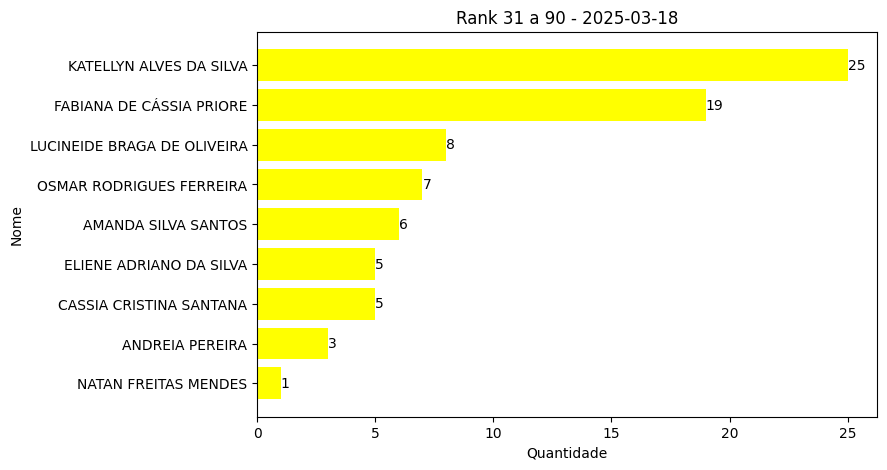 Rank 31 a 90 - 2025-03-18
KATELLYN ALVES DA SILVA 25
FABIANA DE CÁSSIA PRIORE 19
LUCINEIDE BRAGA DE OLIVEIRA 8
OSMAR RODRIGUES FERREIRA 7
AMANDA SILVA SANTOS 6
ELIENE ADRIANO DA SILVA 5
CASSIA CRISTINA SANTANA 5
ANDREIA PEREIRA 3
NATAN FREITAS MENDES 1
Nome
0 5 10 15 20 25
Quantidade